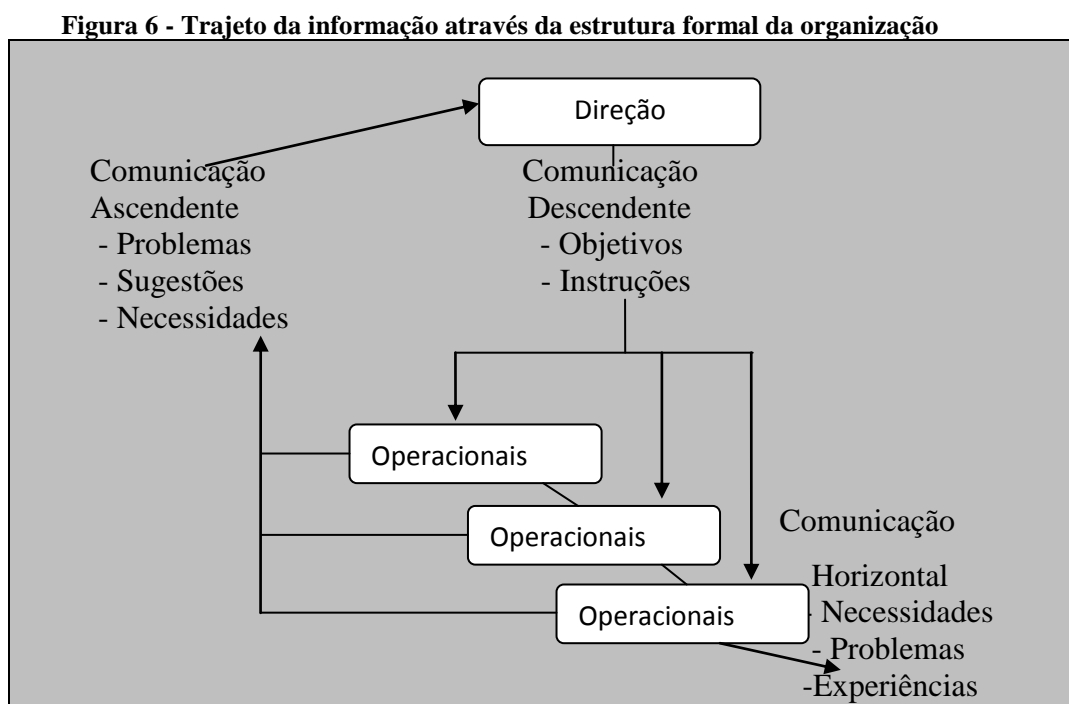 Figura 6 - Trajeto da informação através da estrutura formal da organização
Direção
Comunicação
Ascendente
- Problemas
- Sugestões
- Necessidades
Comunicação
Descendente
- Objetivos
- Instruções
Operacionais
Operacionais
Operacionais
Comunicação
Horizontal
- Necessidades
- Problemas
-Experiências